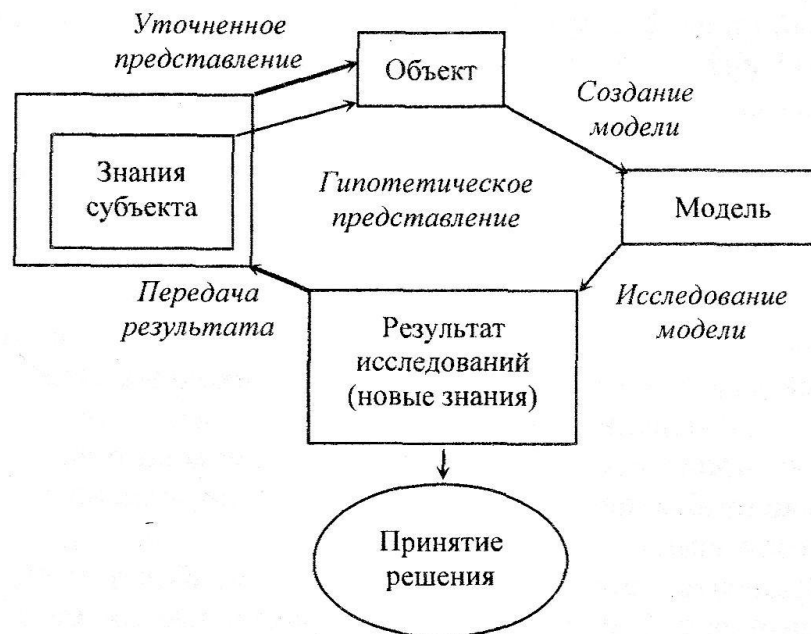 Уточненное
представление
Объект
Создание
модели
Знания
субъекта
Гипотетическое
представление
Модель
Передача
результата
Результат
исследований
(новые знания)
Исследование
модели
Принятие
решения